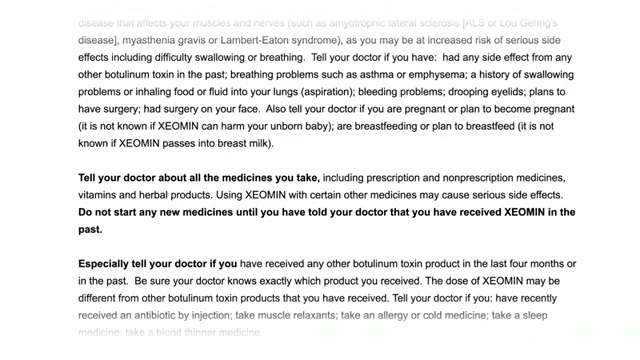 disease that affects your muscles and nerves (such as amyotrophic lateral sclerosis [ALS or Lou Gehrig's
disease], myasthenia gravis or Lambert-Eaton syndrome), as you may be at increased risk of serious side
effects including difficulty swallowing or breathing.  Tell your doctor if you have:  had any side effect from any
other botulinum toxin in the past; breathing problems such as asthma or emphysema; a history of swallowing
problems or inhaling food or fluid into your lungs (aspiration); bleeding problems; drooping eyelids; plans to
have surgery; had surgery on your face.  Also tell your doctor if you are pregnant or plan to become pregnant
(it is not known if XEOMIN can harm your unborn baby); are breastfeeding or plan to breastfeed (it is not
known if XEOMIN passes into breast milk).
Tell your doctor about all the medicines you take, including prescription and nonprescription medicines,
vitamins and herbal products. Using XEOMIN with certain other medicines may cause serious side effects.
Do not start any new medicines until you have told your doctor that you have received XEOMIN in the
past.
Especially tell your doctor if you have received any other botulinum toxin product in the last four months or
in the past.  Be sure your doctor knows exactly which product you received. The dose of XEOMIN may be
different from other botulinum toxin products that you have received. Tell your doctor if you: have recently
received an antibiotic by injection; take muscle relaxants; take an allergy or cold medicine; take a sleep
medicine; take a blood thinner medicine.